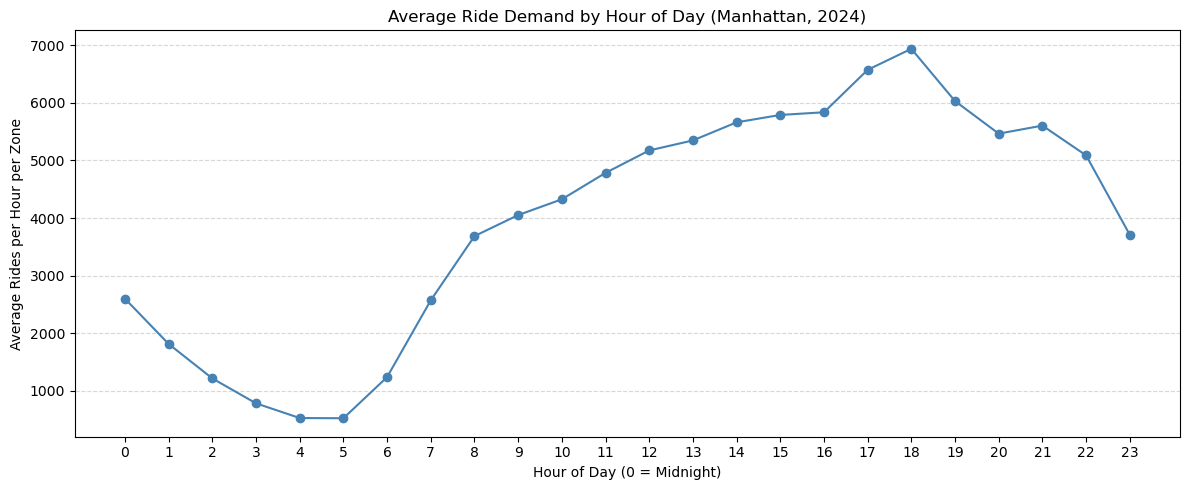 Average Ride Demand by Hour of Day (Manhattan, 2024)
Average Rides per Hour per Zone
7000
6000
5000
4000
3000
2000
1000
0 1 2 3 4 5 6 7 8 9 10 11 12 13 14 15 16 17 18 19 20 21 22 23
Hour of Day (0 = Midnight)